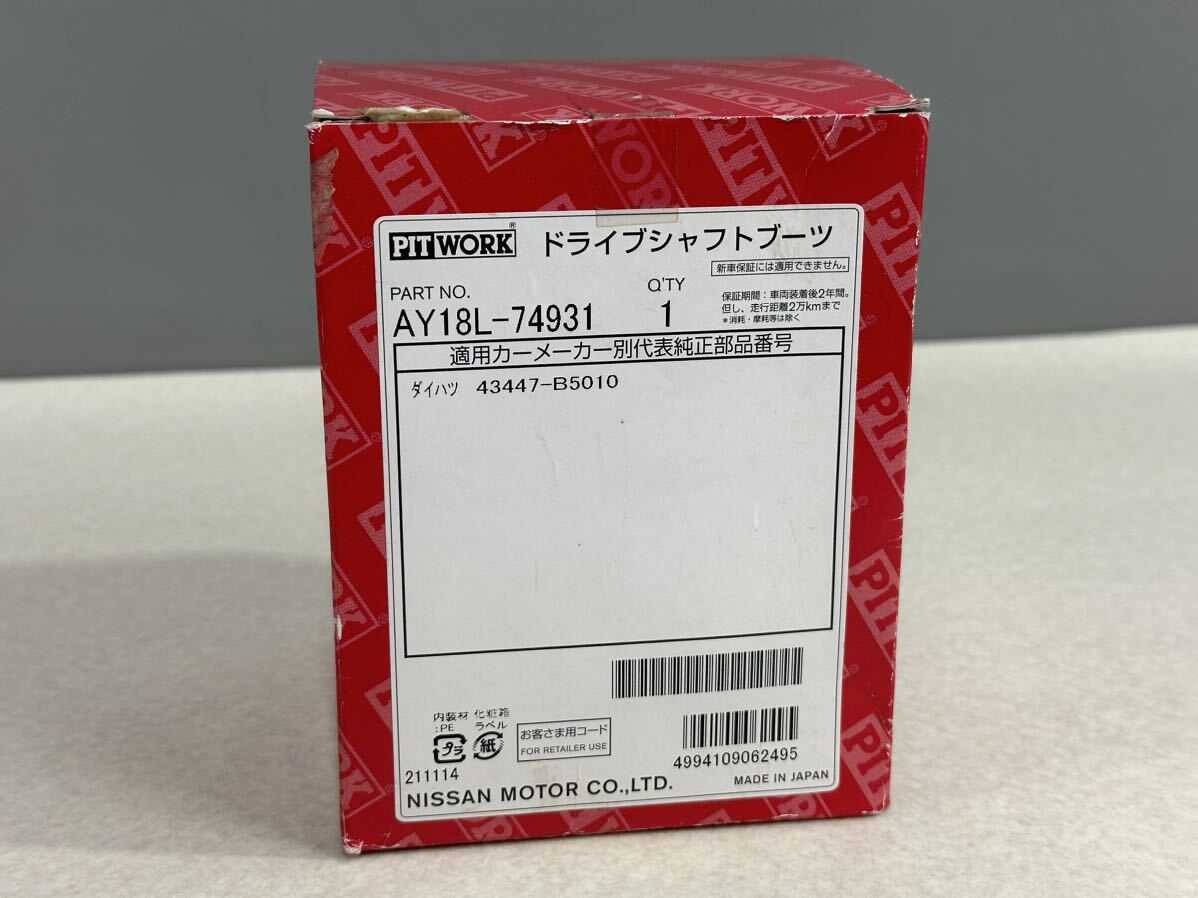 PIT WORK® ドライブシャフトブーツ
新車保証には適用できません。
PART NO. Q'TY
AY18L-74931 1
保証期間：車両装着後2年間。
但し、走行距離2万kmまで
＊消耗・摩耗等は除く
適用カーメーカー別代表純正部品番号
ダイハツ 43447-B5010
内装材 化粧箱
:PE ラベル
プラ 紙
お客さま用コード
FOR RETAILER USE
4994109062495
211114
MADE IN JAPAN
NISSAN MOTOR CO.,LTD.
PIT WORK